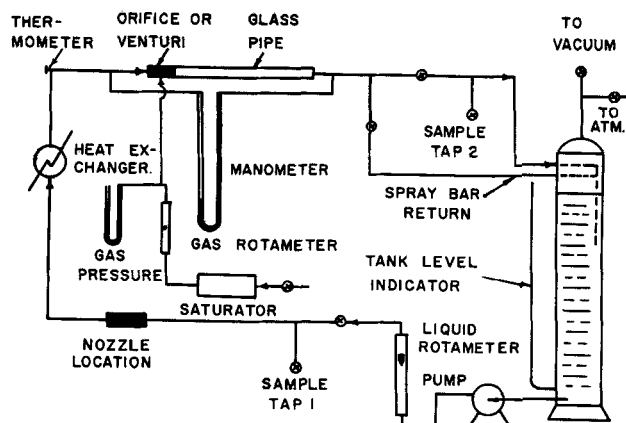 THER-
MOMETER
ORIFICE OR
VENTURI
GLASS
PIPE
TO
VACUUM
TO
ATM.
SAMPLE
TAP 2
HEAT EX-
CHANGER.
MANOMETER
SPRAY BAR
RETURN
GAS
PRESSURE
GAS ROTAMETER
TANK LEVEL
INDICATOR
SATURATOR
NOZZLE
LOCATION
LIQUID
ROTAMETER
SAMPLE
TAP 1
PUMP